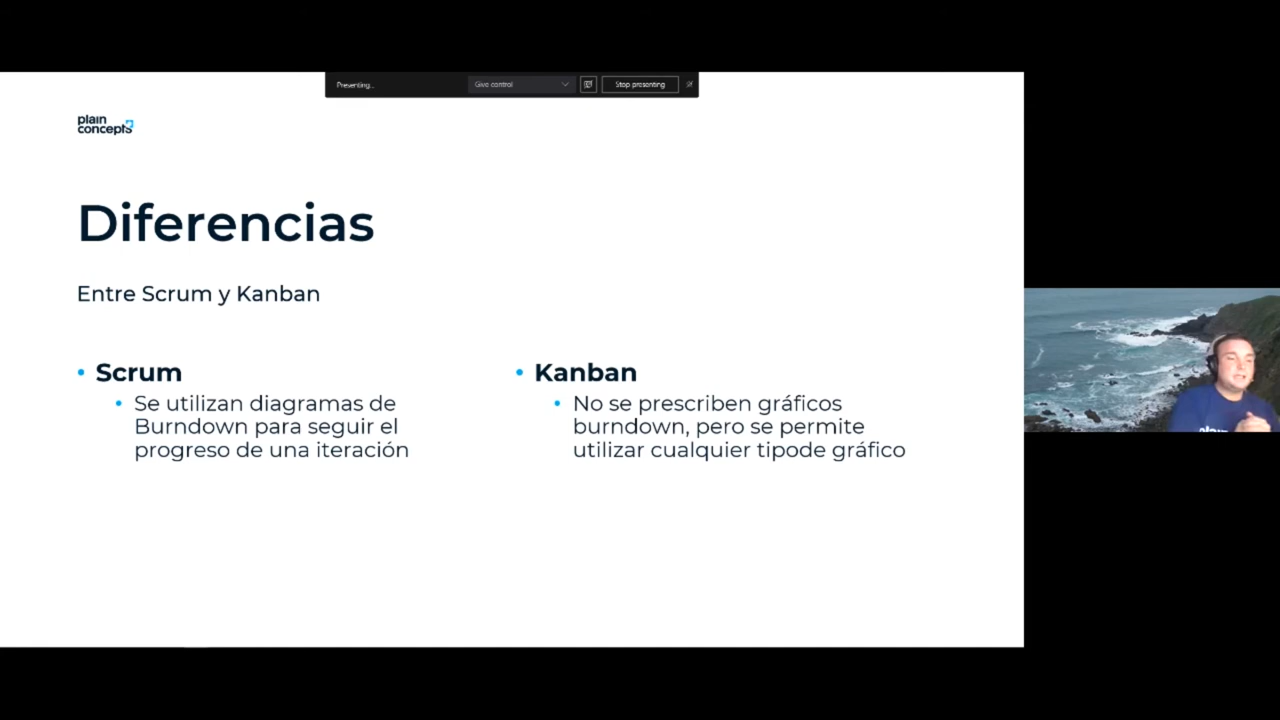 Presenting...
Give control
Stop presenting
plain
concepts
Diferencias
Entre Scrum y Kanban
• Scrum
• Se utilizan diagramas de
Burndown para seguir el
progreso de una iteración
• Kanban
• No se prescriben gráficos
burndown, pero se permite
utilizar cualquier tipode gráfico